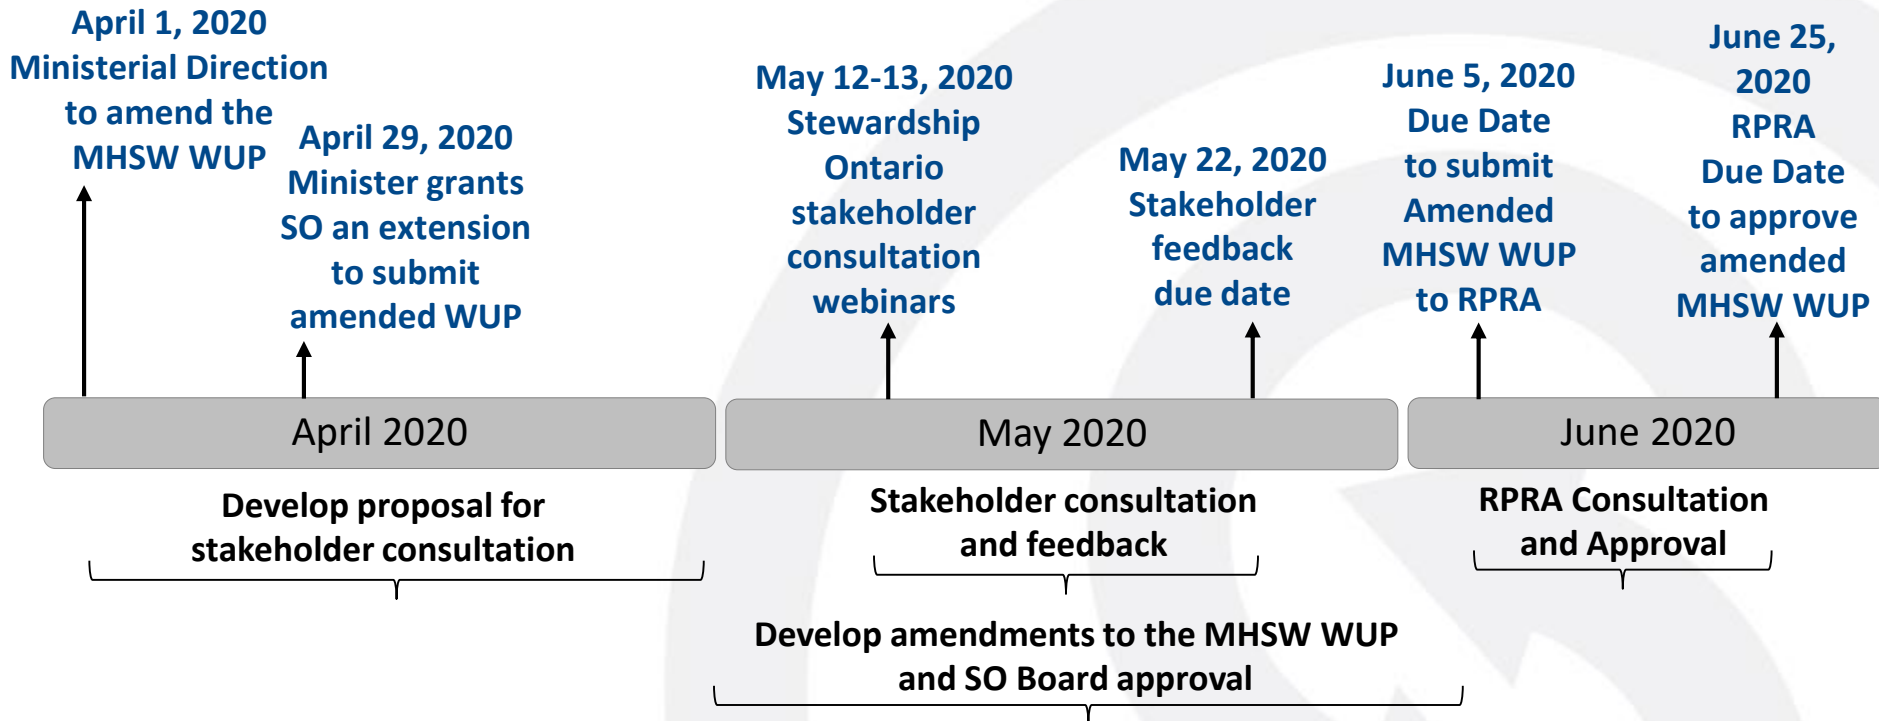 April 1, 2020
Ministerial Direction
to amend the
MHSW WUP
April 29, 2020
Minister grants
SO an extension
to submit
amended WUP
May 12-13, 2020
Stewardship
Ontario
stakeholder
consultation
webinars
May 22, 2020
Stakeholder
feedback
due date
June 5, 2020
Due Date
to submit
Amended
MHSW WUP
to RPRA
June 25,
2020
RPRA
Due Date
to approve
amended
MHSW WUP
April 2020
May 2020
June 2020
Develop proposal for
stakeholder consultation
Stakeholder consultation
and feedback
RPRA Consultation
and Approval
Develop amendments to the MHSW WUP
and SO Board approval